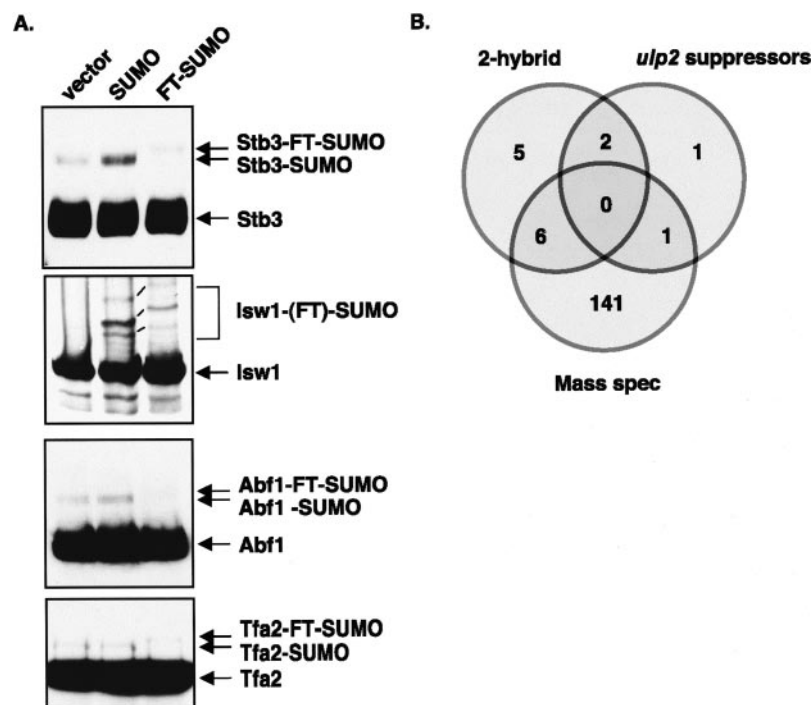 A.
vector SUMO FT-SUMO
Stb3-FT-SUMO
Stb3-SUMO
Stb3
Isw1-(FT)-SUMO
Isw1
Abf1-FT-SUMO
Abf1 -SUMO
Abf1
Tfa2-FT-SUMO
Tfa2-SUMO
Tfa2
B.
2-hybrid ulp2 suppressors
5 2 1
0
6 1
141
Mass spec